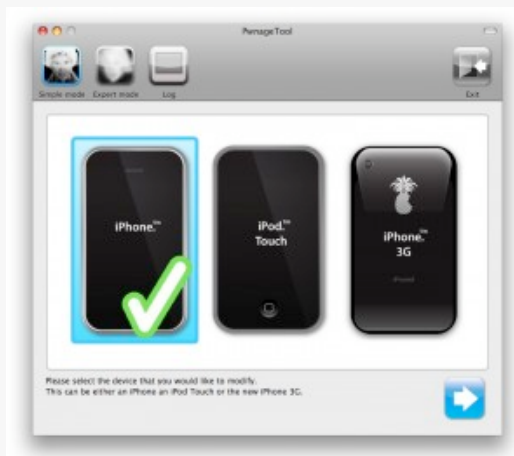 PwnageTool
Simple mode
Expert mode
Log
Exit
iPhone.™
iPod.™
Touch
iPhone.™
3G
Please select the device that you would like to modify.
This can be either an iPhone an iPod Touch or the new iPhone 3G.